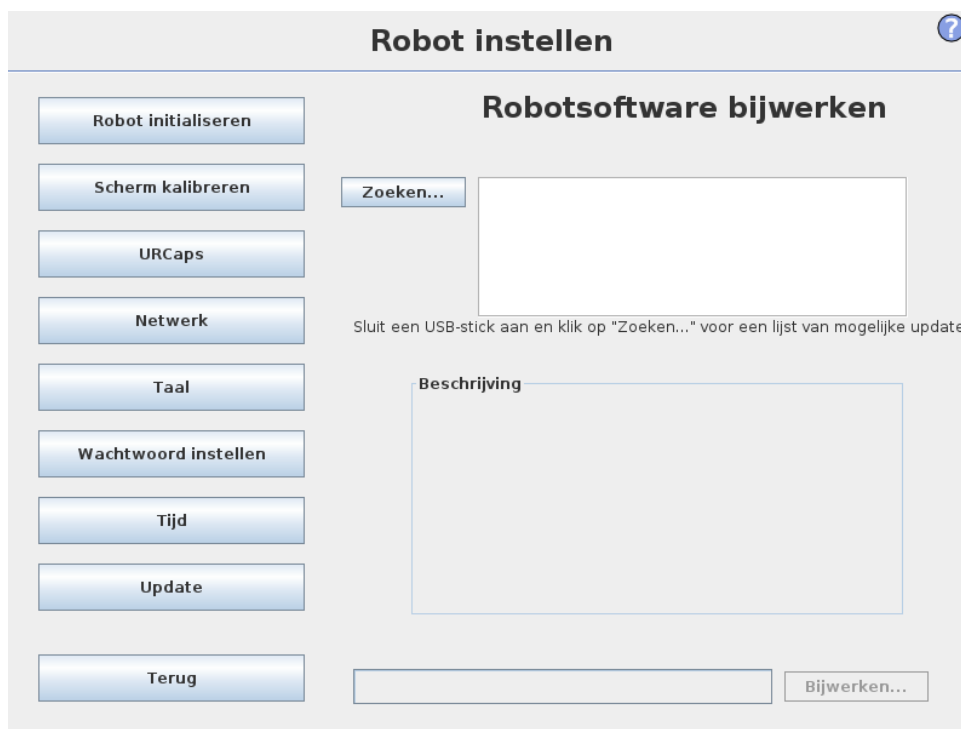 Robot instellen
?
Robot initialiseren
Scherm kalibreren
URCaps
Netwerk
Taal
Wachtwoord instellen
Tijd
Update
Terug
Robotsoftware bijwerken
Zoeken...
Sluit een USB-stick aan en klik op "Zoeken..." voor een lijst van mogelijke update
Beschrijving
Bijwerken...